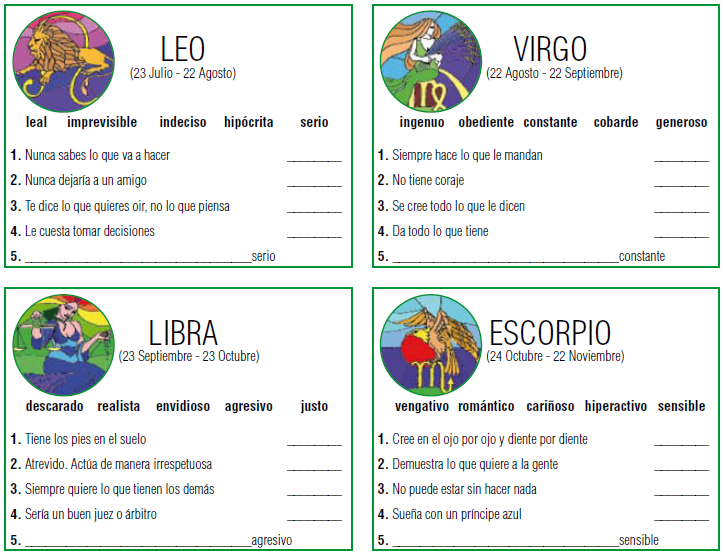 LEO
(23 Julio - 22 Agosto)
leal imprevisible indeciso hipócrita serio
1. Nunca sabes lo que va a hacer ________
2. Nunca dejaría a un amigo ________
3. Te dice lo que quieres oir, no lo que piensa ________
4. Le cuesta tomar decisiones ________
5. ________________________________serio
VIRGO
(22 Agosto - 22 Septiembre)
ingenuo obediente constante cobarde generoso
1. Siempre hace lo que le mandan ________
2. No tiene coraje ________
3. Se cree todo lo que le dicen ________
4. Da todo lo que tiene ________
5. ________________________________constante
LIBRA
(23 Septiembre - 23 Octubre)
descarado realista envidioso agresivo justo
1. Tiene los pies en el suelo ________
2. Atrevido. Actúa de manera irrespetuosa ________
3. Siempre quiere lo que tienen los demás ________
4. Sería un buen juez o árbitro ________
5. ________________________________agresivo
ESCORPIO
(24 Octubre - 22 Noviembre)
vengativo romántico cariñoso hiperactivo sensible
1. Cree en el ojo por ojo y diente por diente ________
2. Demuestra lo que quiere a la gente ________
3. No puede estar sin hacer nada ________
4. Sueña con un príncipe azul ________
5. ________________________________sensible